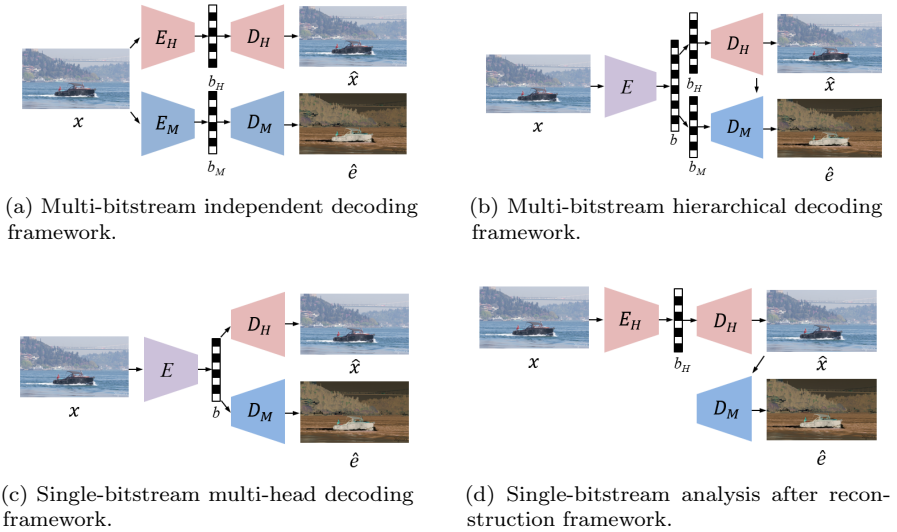 E_H
b_H
D_H
x̂
x
E_M
b_M
D_M
ê
(a) Multi-bitstream independent decoding
framework.
x
E
b
b_H
D_H
x̂
b_M
D_M
ê
(b) Multi-bitstream hierarchical decoding
framework.
x
E
b
D_H
x̂
D_M
ê
(c) Single-bitstream multi-head decoding
framework.
x
E_H
b_H
D_H
x̂
D_M
ê
(d) Single-bitstream analysis after recon-
struction framework.